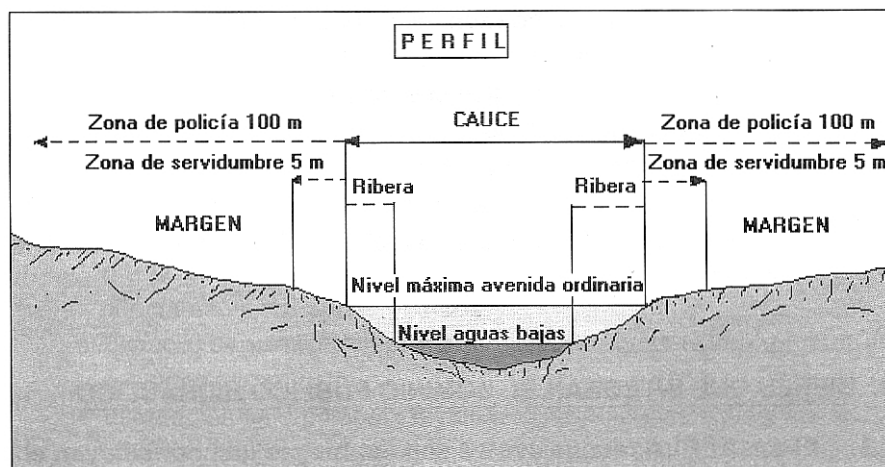 PERFIL
Zona de policía 100 m
CAUCE
Zona de policía 100 m
Zona de servidumbre 5 m
Zona de servidumbre 5 m
Ribera
Ribera
MARGEN
MARGEN
Nivel máxima avenida ordinaria
Nivel aguas bajas